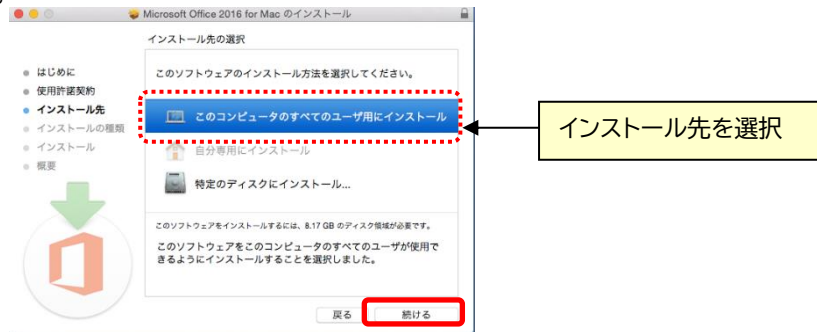 Microsoft Office 2016 for Mac のインストール
インストール先の選択
はじめに
使用許諾契約
インストール先
インストールの種類
インストール
概要
このソフトウェアのインストール方法を選択してください。
このコンピュータのすべてのユーザ用にインストール
自分専用にインストール
特定のディスクにインストール...
このソフトウェアをインストールするには、8.17 GB のディスク領域が必要です。
このソフトウェアをこのコンピュータのすべてのユーザが使用で
きるようにインストールすることを選択しました。
戻る
続ける
インストール先を選択